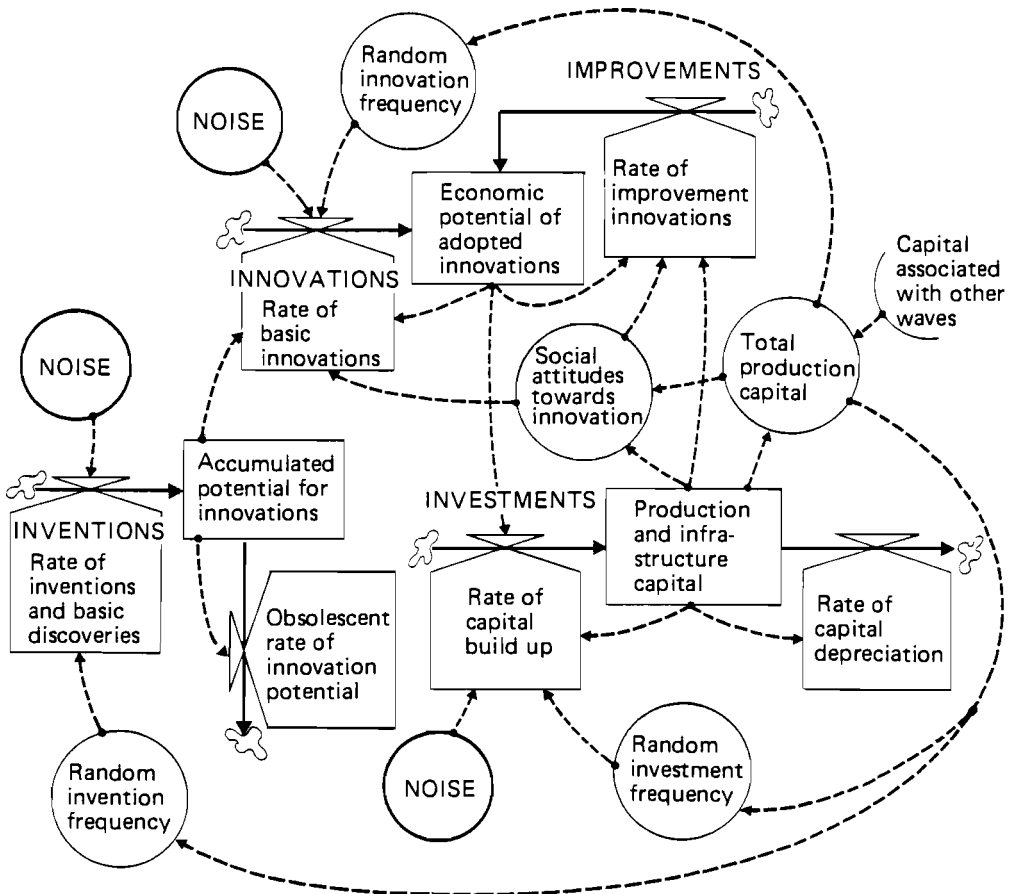 Random
innovation
frequency
IMPROVEMENTS
NOISE
Rate of
improvement
innovations
Economic
potential of
adopted
innovations
Capital
associated
with other
waves
INNOVATIONS
Rate of
basic
innovations
NOISE
Social
attitudes
towards
innovation
Total
production
capital
Accumulated
potential for
innovations
INVENTIONS
Rate of
inventions
and basic
discoveries
INVESTMENTS
Production
and infra-
structure
capital
Rate of
capital
build up
Rate of
capital
depreciation
Obsolescent
rate of
innovation
potential
Random
invention
frequency
NOISE
Random
investment
frequency